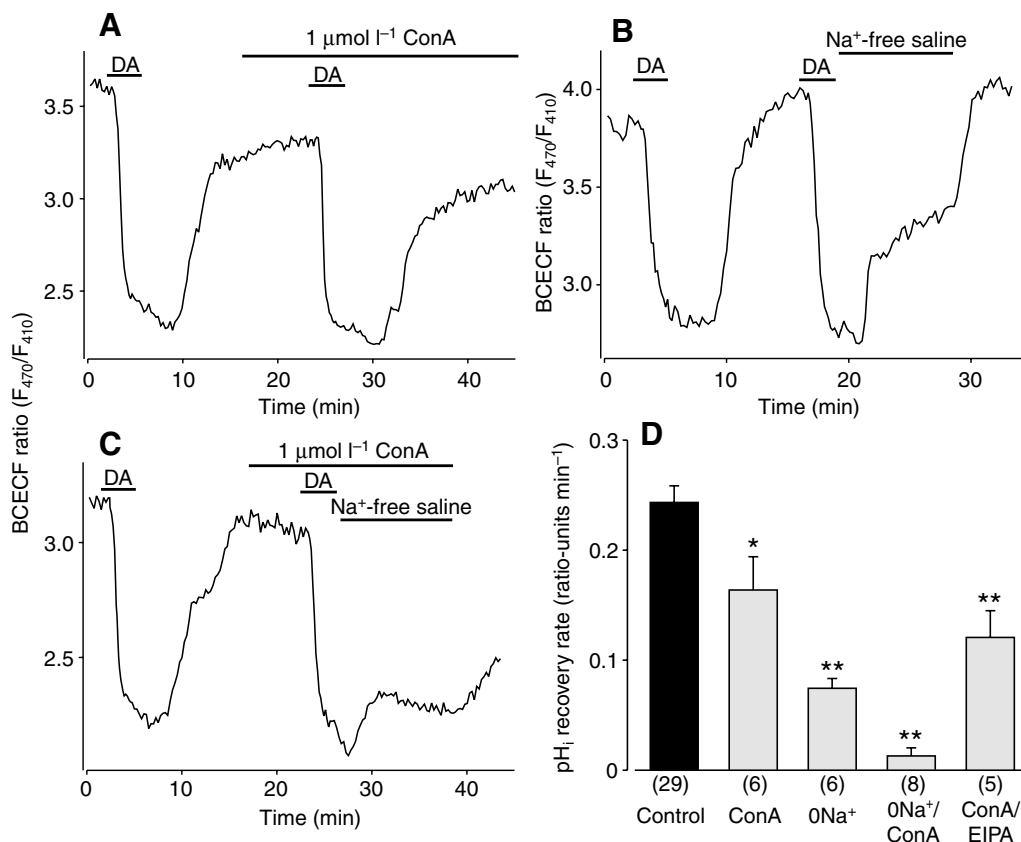 A
1 μmol l⁻¹ ConA
DA
DA
3.5
3.0
2.5
0
10
20
30
40
Time (min)
BCECF ratio (F₄₇₀/F₄₁₀)
B
Na⁺-free saline
DA
DA
BCECF ratio (F₄₇₀/F₄₁₀)
4.0
3.5
3.0
0
10
20
30
Time (min)
C
1 μmol l⁻¹ ConA
DA
DA
Na⁺-free saline
3.0
2.5
0
10
20
30
40
Time (min)
D
pHᵢ recovery rate (ratio-units min⁻¹)
0.3
0.2
0.1
0
*
**
**
**
(29)
(6)
(6)
(8)
(5)
Control
ConA
0Na⁺
0Na⁺/
ConA
ConA/
EIPA